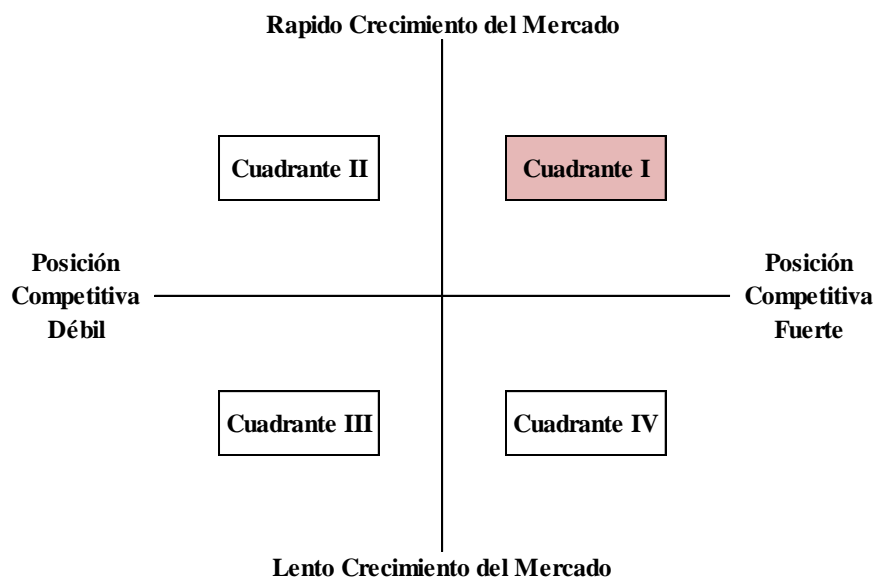 Rapido Crecimiento del Mercado
Cuadrante II
Cuadrante I
Posición
Competitiva
Débil
Posición
Competitiva
Fuerte
Cuadrante III
Cuadrante IV
Lento Crecimiento del Mercado